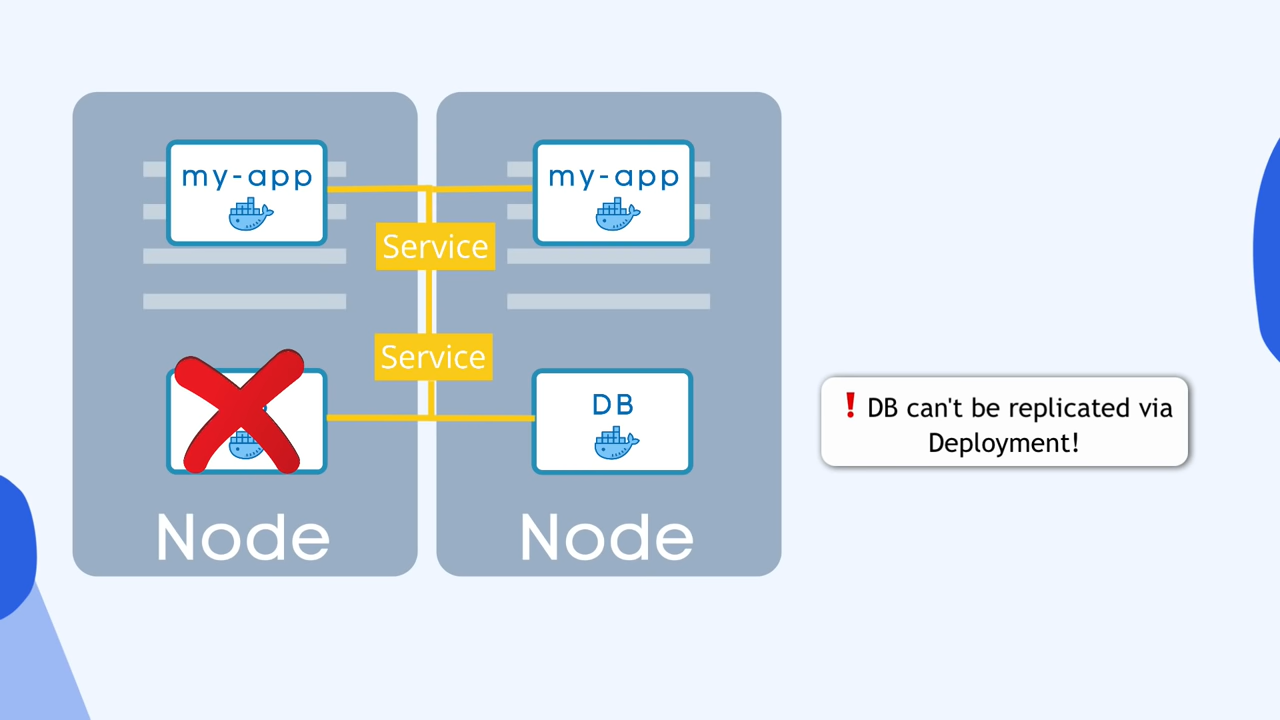 my-app
my-app
Service
Service
DB
❗ DB can't be replicated via
Deployment!
Node
Node